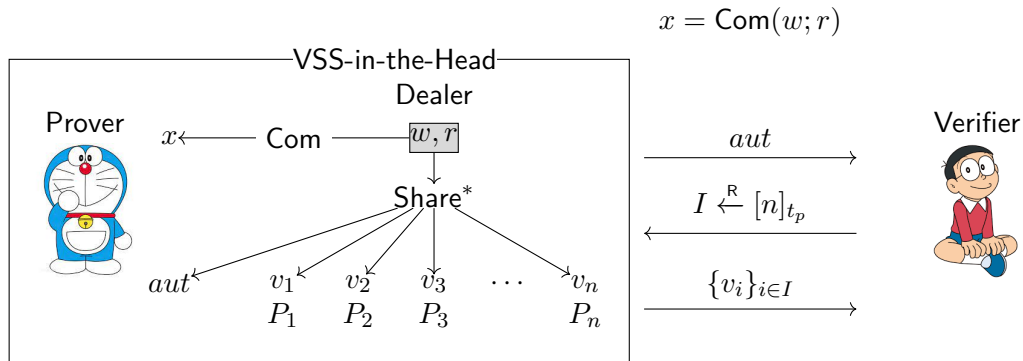 x = Com(w; r)
VSS-in-the-Head
Dealer
Prover
Verifier
x
Com
w, r
aut
Share*
I ←R [n]tₚ
aut
v₁
v₂
v₃
···
vₙ
{vᵢ}ᵢ∈I
P₁
P₂
P₃
Pₙ